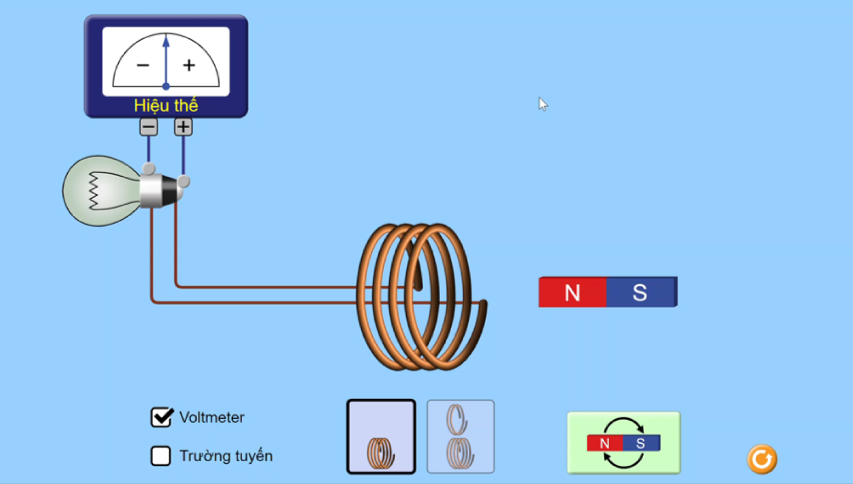 − +
Hiệu thế
− +
N S
Voltmeter
Trường tuyến
N S